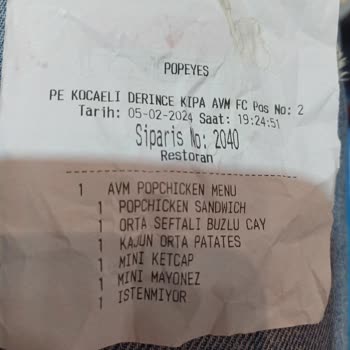 POPEYES
PE KOCAELİ DERINCE KIPA AVM FC Pos No: 2
Tarih: 05-02-2024 Saat: 19:24:51
Siparis No: 2040
Restoran
1 AVM POPCHICKEN MENU
1 POPCHICKEN SANDWICH
1 ORTA SEFTALI BUZLU CAY
1 KAJUN ORTA PATATES
1 MINI KETCAP
1 MINI MAYONEZ
1 ISTENMIYOR